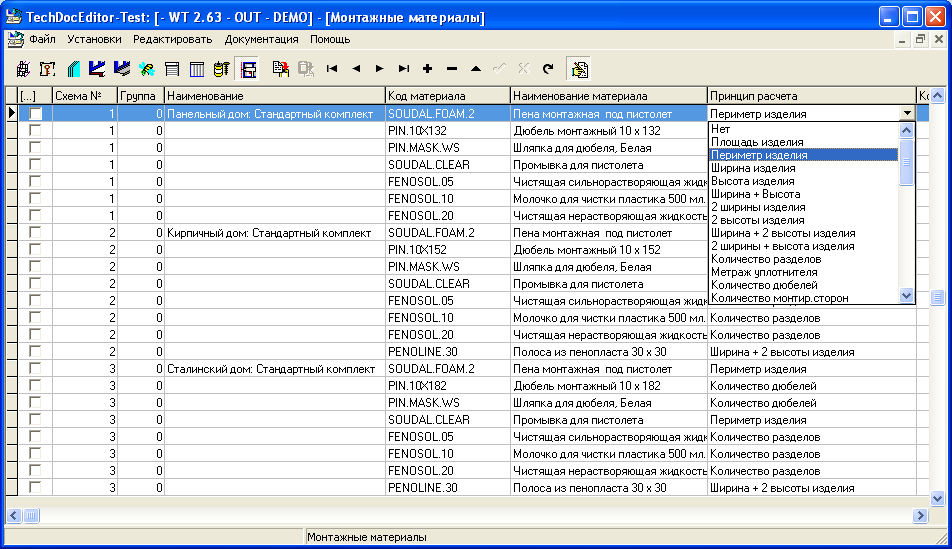 TechDocEditor-Test: [- WT 2.63 - OUT - DEMO] - [Монтажные материалы]
Файл Установки Редактировать Документация Помощь
[...] Схема № Группа Наименование Код материала Наименование материала Принцип расчета
1 0 Панельный дом: Стандартный комплект SOUDAL.FOAM.2 Пена монтажная под пистолет Периметр изделия
1 0 PIN.10X132 Дюбель монтажный 10 x 132 Нет
1 0 PIN.MASK.WS Шляпка для дюбеля, Белая Площадь изделия
Периметр изделия
1 0 SOUDAL.CLEAR Промывка для пистолета Ширина изделия
1 0 FENOSOL.05 Чистящая сильнорастворяющая жидк Высота изделия
1 0 FENOSOL.10 Молочко для чистки пластика 500 мл. Ширина + Высота
1 0 FENOSOL.20 Чистящая нерастворяющая жидкость 2 ширины изделия
2 высоты изделия
2 0 Кирпичный дом: Стандартный комплект SOUDAL.FOAM.2 Пена монтажная под пистолет Ширина + 2 высоты изделия
2 0 PIN.10X152 Дюбель монтажный 10 x 152 2 ширины + высота изделия
2 0 PIN.MASK.WS Шляпка для дюбеля, Белая Количество разделов
Метраж уплотнителя
2 0 SOUDAL.CLEAR Промывка для пистолета Количество дюбелей
2 0 FENOSOL.05 Чистящая сильнорастворяющая жидк Количество монтир.сторон
2 0 FENOSOL.10 Молочко для чистки пластика 500 мл. Количество разделов
2 0 FENOSOL.20 Чистящая нерастворяющая жидкость Количество разделов
2 0 PENOLINE.30 Полоса из пенопласта 30 x 30 Ширина + 2 высоты изделия
3 0 Сталинский дом: Стандартный комплект SOUDAL.FOAM.2 Пена монтажная под пистолет Периметр изделия
3 0 PIN.10X182 Дюбель монтажный 10 x 182 Количество дюбелей
3 0 PIN.MASK.WS Шляпка для дюбеля, Белая Количество дюбелей
3 0 SOUDAL.CLEAR Промывка для пистолета Периметр изделия
3 0 FENOSOL.05 Чистящая сильнорастворяющая жидк Количество разделов
3 0 FENOSOL.10 Молочко для чистки пластика 500 мл. Количество разделов
3 0 FENOSOL.20 Чистящая нерастворяющая жидкость Количество разделов
3 0 PENOLINE.30 Полоса из пенопласта 30 x 30 Ширина + 2 высоты изделия
Монтажные материалы